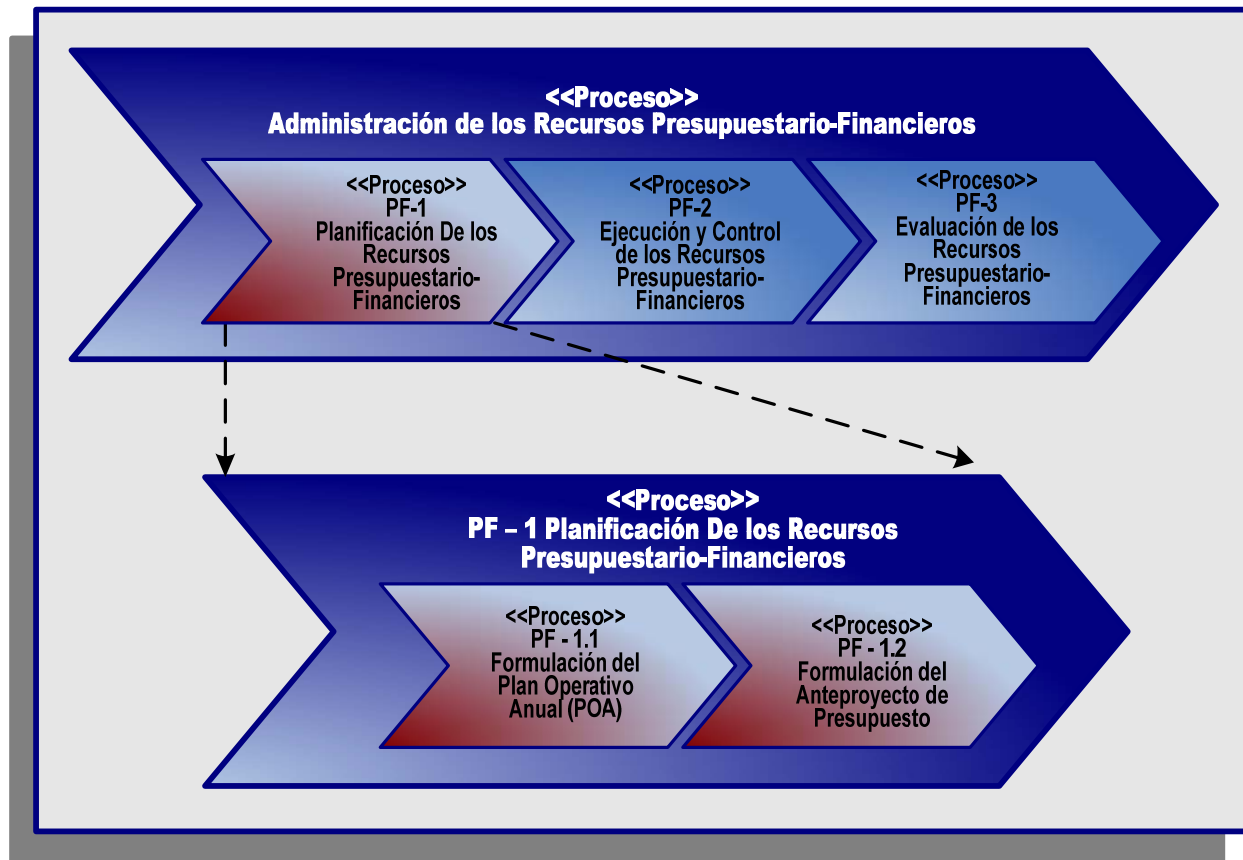 <<Proceso>>
Administración de los Recursos Presupuestario-Financieros
<<Proceso>>
PF-1
Planificación De los
Recursos
Presupuestario-
Financieros
<<Proceso>>
PF-2
Ejecución y Control
de los Recursos
Presupuestario-
Financieros
<<Proceso>>
PF-3
Evaluación de los
Recursos
Presupuestario-
Financieros
<<Proceso>>
PF – 1 Planificación De los Recursos
Presupuestario-Financieros
<<Proceso>>
PF - 1.1
Formulación del
Plan Operativo
Anual (POA)
<<Proceso>>
PF - 1.2
Formulación del
Anteproyecto de
Presupuesto